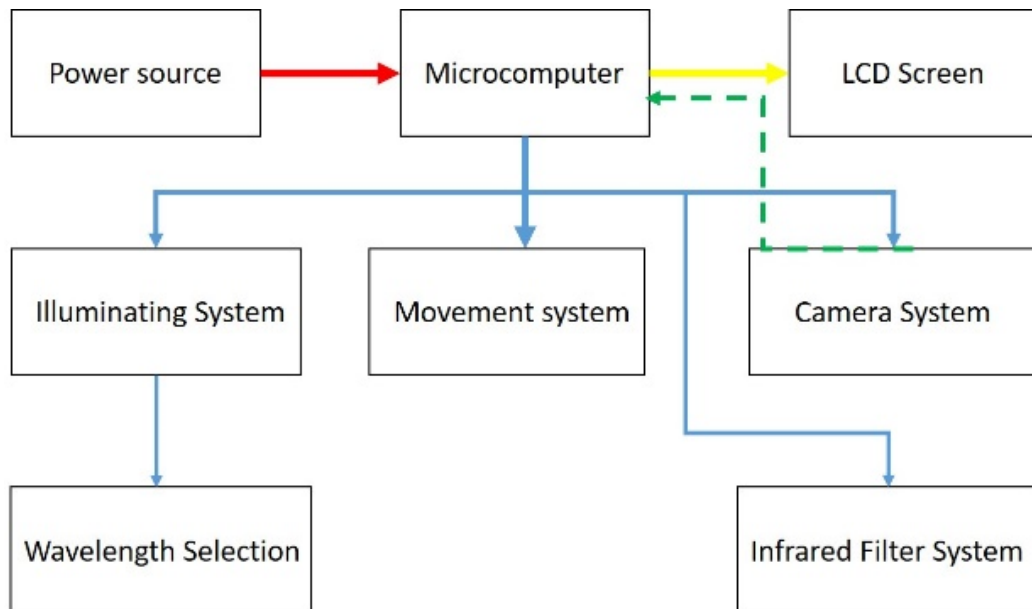 Power source
Microcomputer
LCD Screen
Illuminating System
Movement system
Camera System
Wavelength Selection
Infrared Filter System